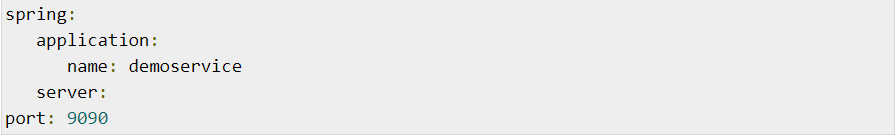 spring:
   application:
      name: demoservice
   server:
port: 9090